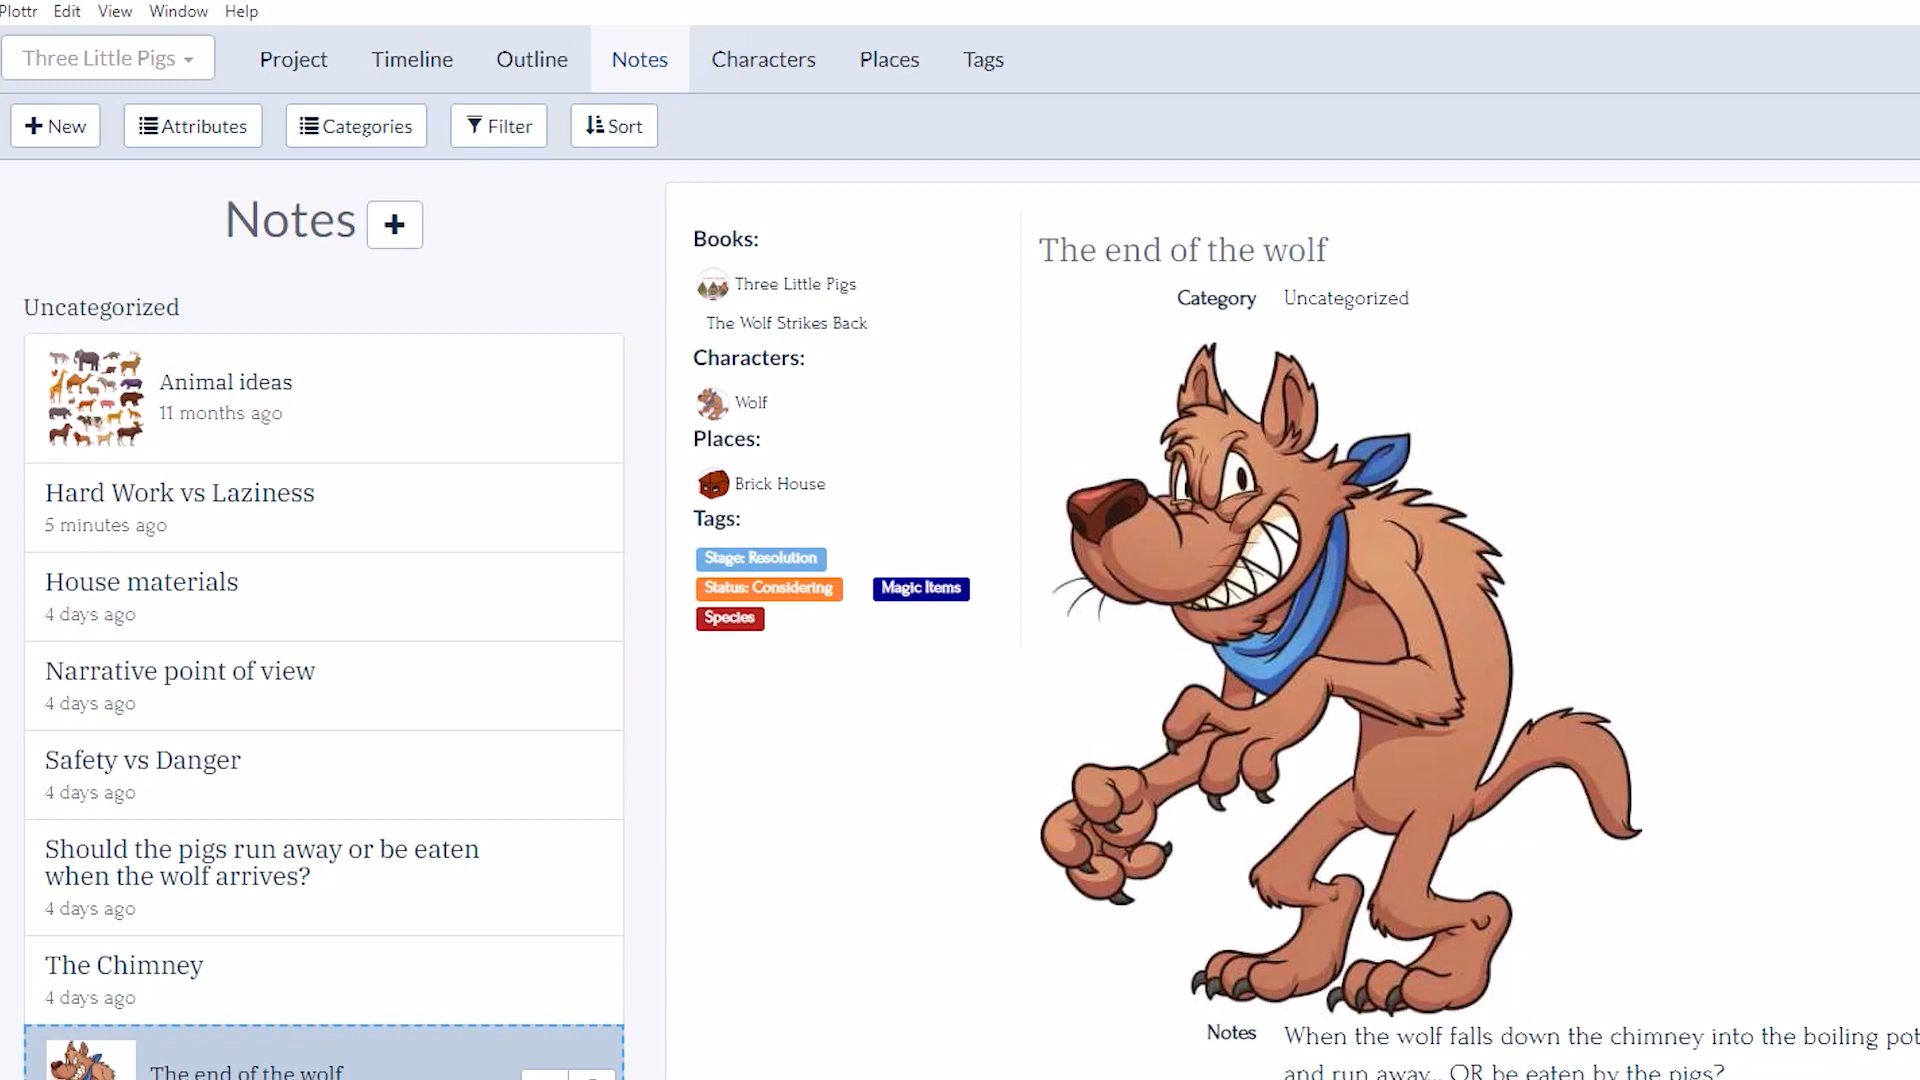 Plottr Edit View Window Help
Three Little Pigs Project Timeline Outline Notes Characters Places Tags
New Attributes Categories Filter Sort
Notes
Uncategorized
Animal ideas
11 months ago
Hard Work vs Laziness
5 minutes ago
House materials
4 days ago
Narrative point of view
4 days ago
Safety vs Danger
4 days ago
Should the pigs run away or be eaten
when the wolf arrives?
4 days ago
The Chimney
4 days ago
The end of the wolf
Books:
Three Little Pigs
The Wolf Strikes Back
Characters:
Wolf
Places:
Brick House
Tags:
Stage: Resolution
Status: Considering Magic Items
Species
The end of the wolf
Category Uncategorized
Notes When the wolf falls down the chimney into the boiling pot
and run away... OR be eaten by the pigs?